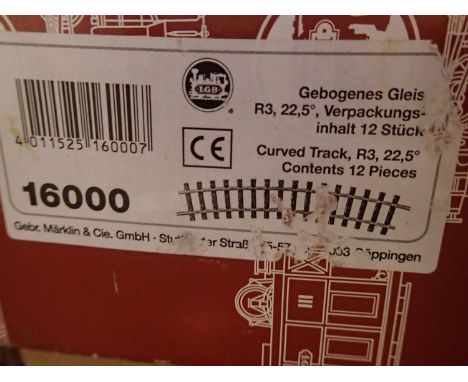 LGB
Gebogenes Gleis
R3, 22,5°, Verpackungs-
inhalt 12 Stück
4 011525 160007
CE
Curved Track, R3, 22,5°
Contents 12 Pieces
16000
Gebr. Märklin & Cie. GmbH · Göppingen